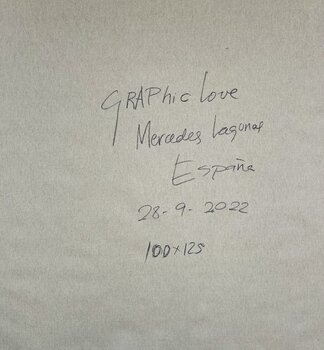 GRAPhic Love
Mercedes Lagunas
España
28-9-2022
100x125